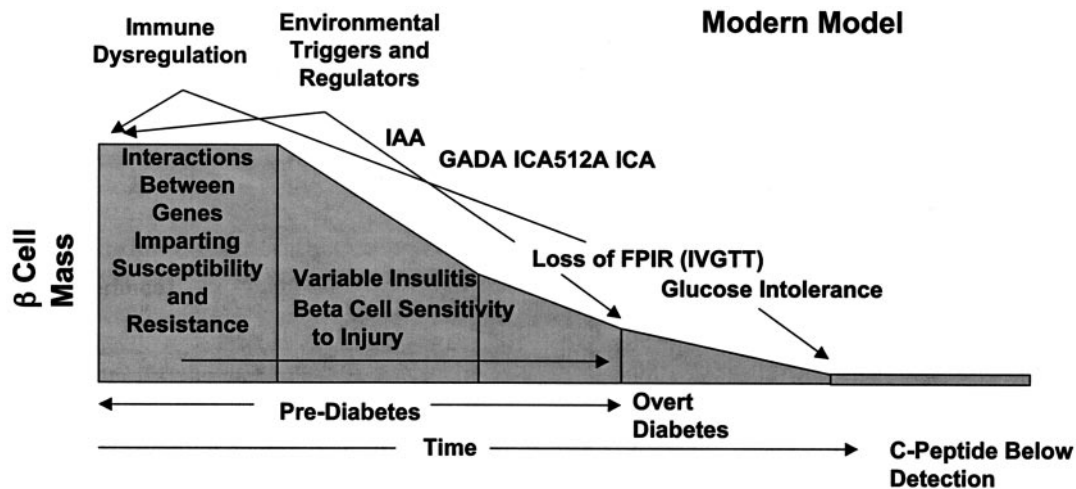 Modern Model
Immune
Dysregulation
Environmental
Triggers and
Regulators
IAA
GADA ICA512A ICA
β Cell
Mass
Interactions
Between
Genes
Imparting
Susceptibility
and
Resistance
Variable Insulitis
Beta Cell Sensitivity
to Injury
Loss of FPIR (IVGTT)
Glucose Intolerance
Pre-Diabetes
Overt
Diabetes
Time
C-Peptide Below
Detection